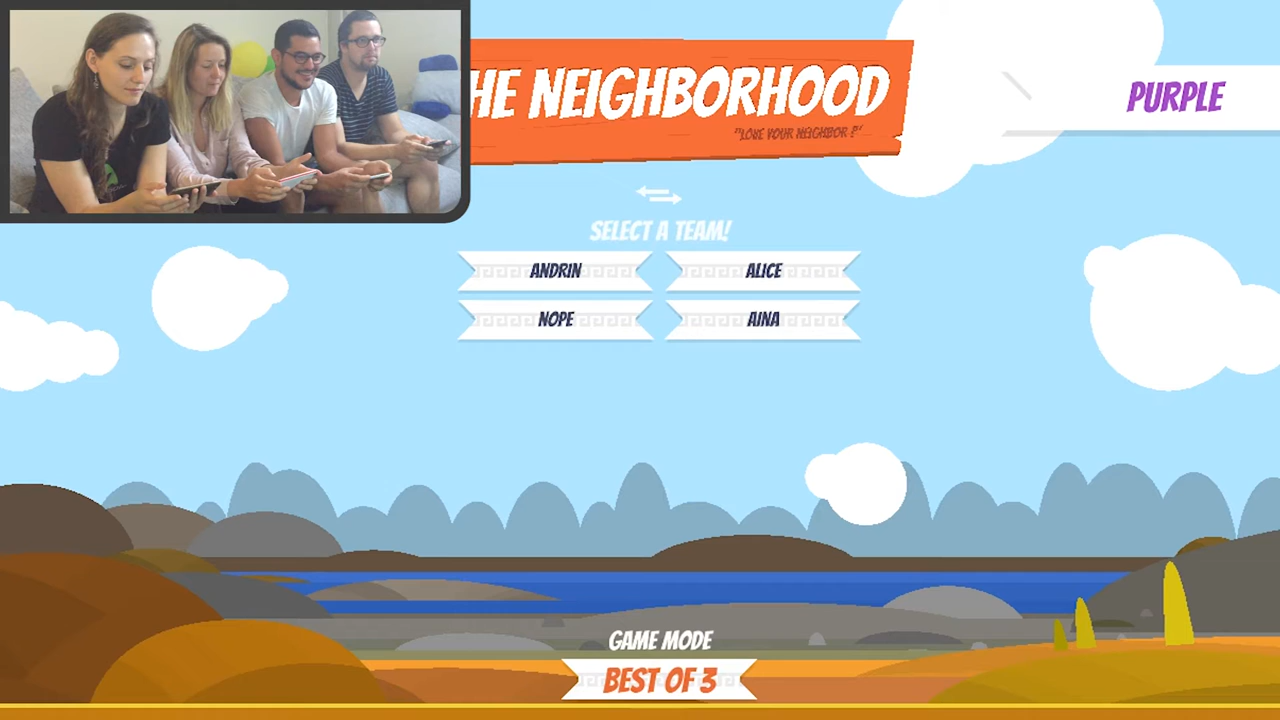 HE NEIGHBORHOOD
"LOVE YOUR NEIGHBOR !"
PURPLE
SELECT A TEAM!
ANDRIN
ALICE
NOPE
AINA
GAME MODE
BEST OF 3